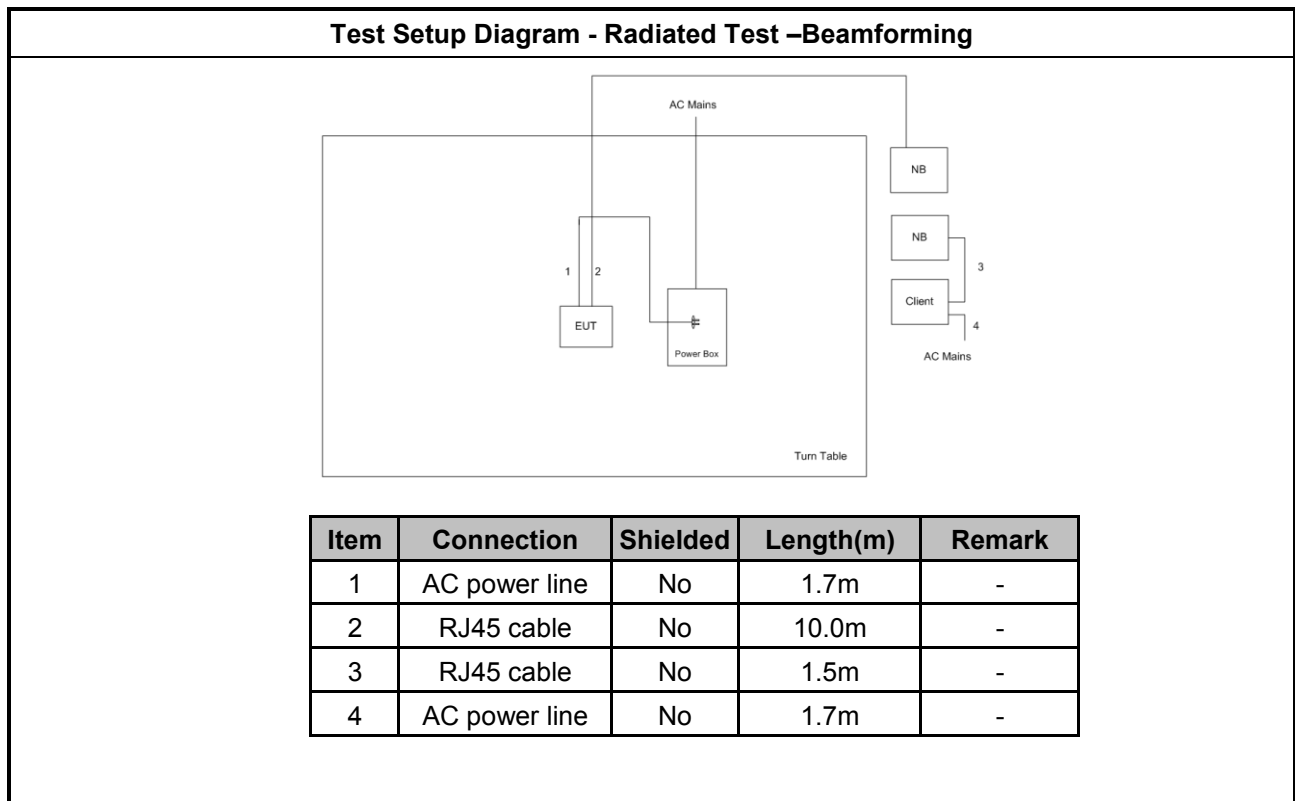 Test Setup Diagram - Radiated Test –Beamforming
AC Mains
NB
NB
3
1
2
Client
EUT
4
Power Box
AC Mains
Turn Table
Item Connection Shielded Length(m) Remark
1 AC power line No 1.7m -
2 RJ45 cable No 10.0m -
3 RJ45 cable No 1.5m -
4 AC power line No 1.7m -